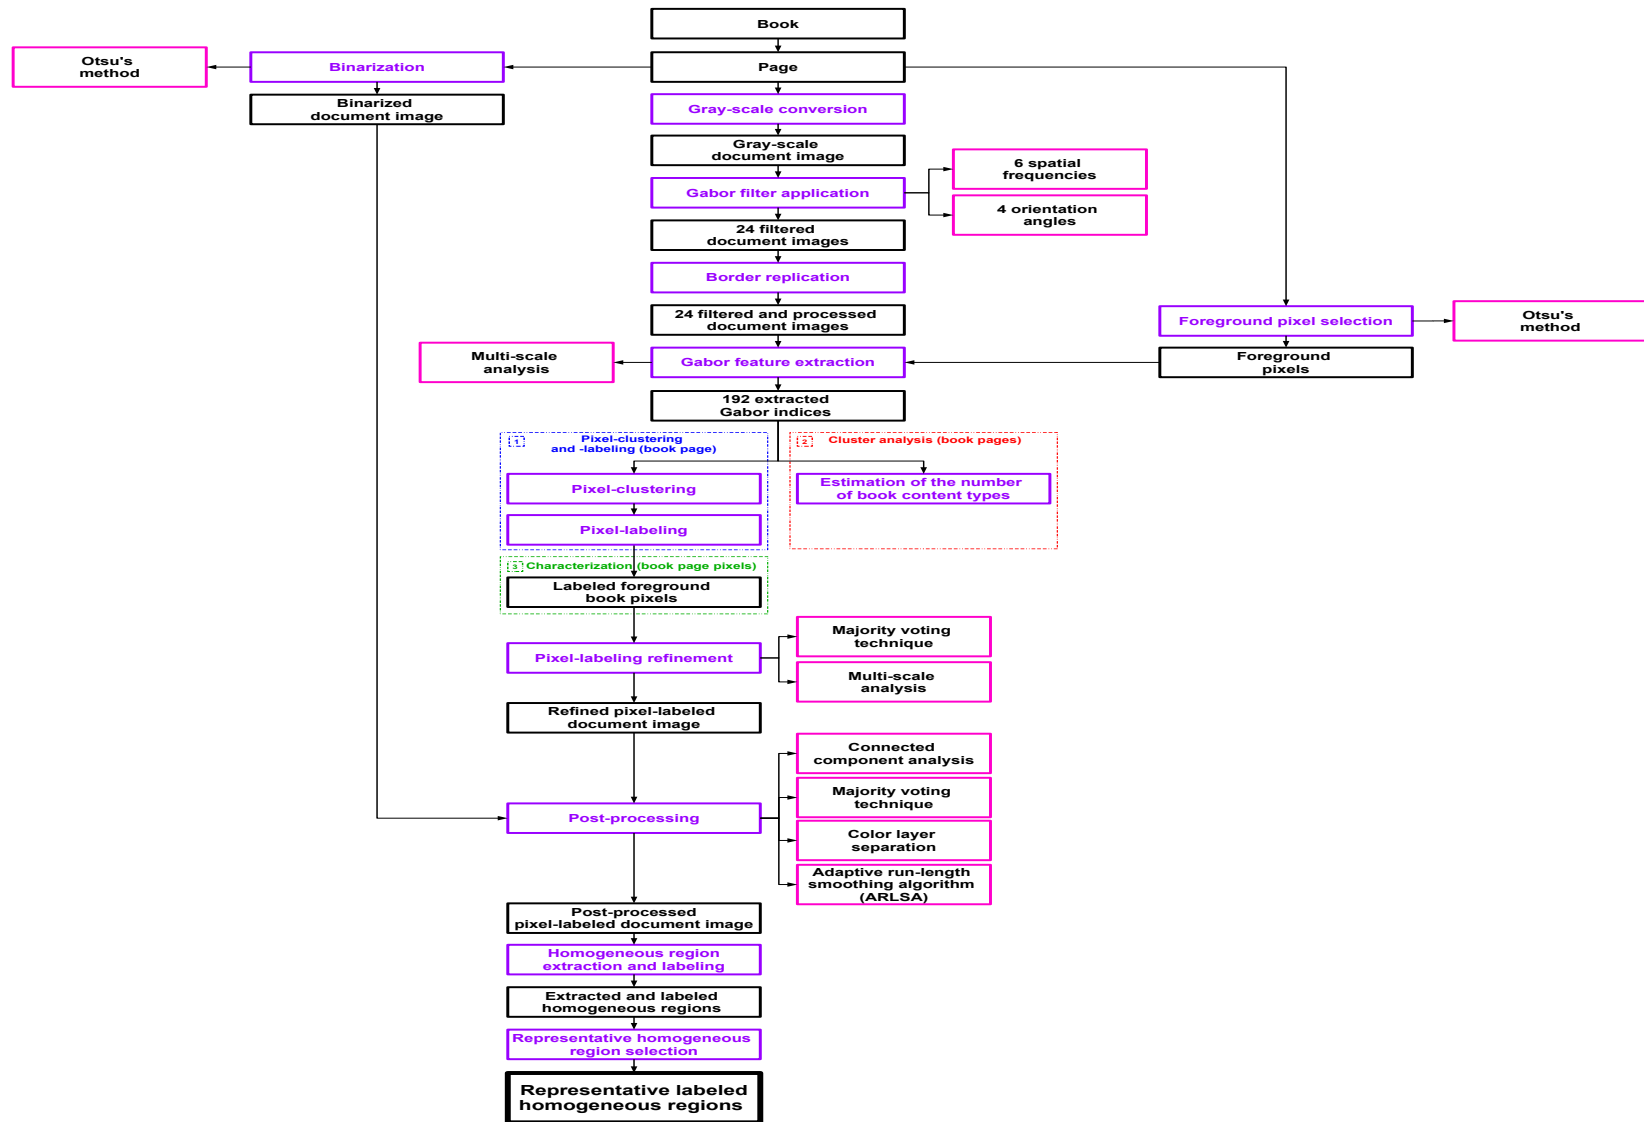 Book
Otsu's
method
Binarization
Page
Binarized
document image
Gray-scale conversion
Gray-scale
document image
6 spatial
frequencies
Gabor filter application
4 orientation
angles
24 filtered
document images
Border replication
24 filtered and processed
document images
Foreground pixel selection
Otsu's
method
Multi-scale
analysis
Gabor feature extraction
Foreground
pixels
192 extracted
Gabor indices
1 Pixel-clustering
and -labeling (book page)
2 Cluster analysis (book pages)
Pixel-clustering
Estimation of the number
of book content types
Pixel-labeling
3 Characterization (book page pixels)
Labeled foreground
book pixels
Majority voting
technique
Pixel-labeling refinement
Multi-scale
analysis
Refined pixel-labeled
document image
Connected
component analysis
Majority voting
technique
Post-processing
Color layer
separation
Adaptive run-length
smoothing algorithm
(ARLSA)
Post-processed
pixel-labeled document image
Homogeneous region
extraction and labeling
Extracted and labeled
homogeneous regions
Representative homogeneous
region selection
Representative labeled
homogeneous regions